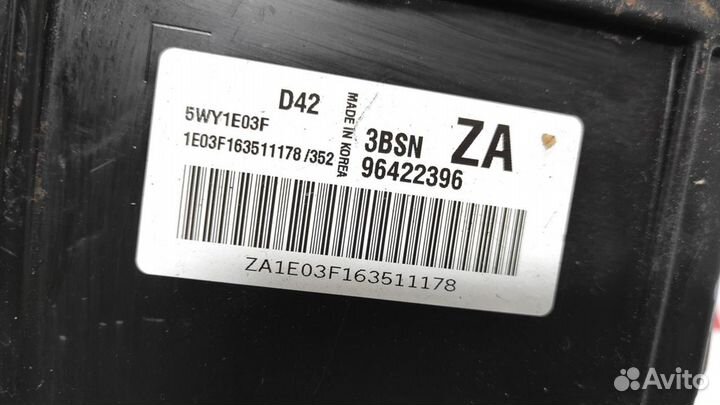 D42
5WY1E03F
1E03F163511178 /352
MADE IN KOREA
3BSN ZA
96422396
ZA1E03F163511178
Avito